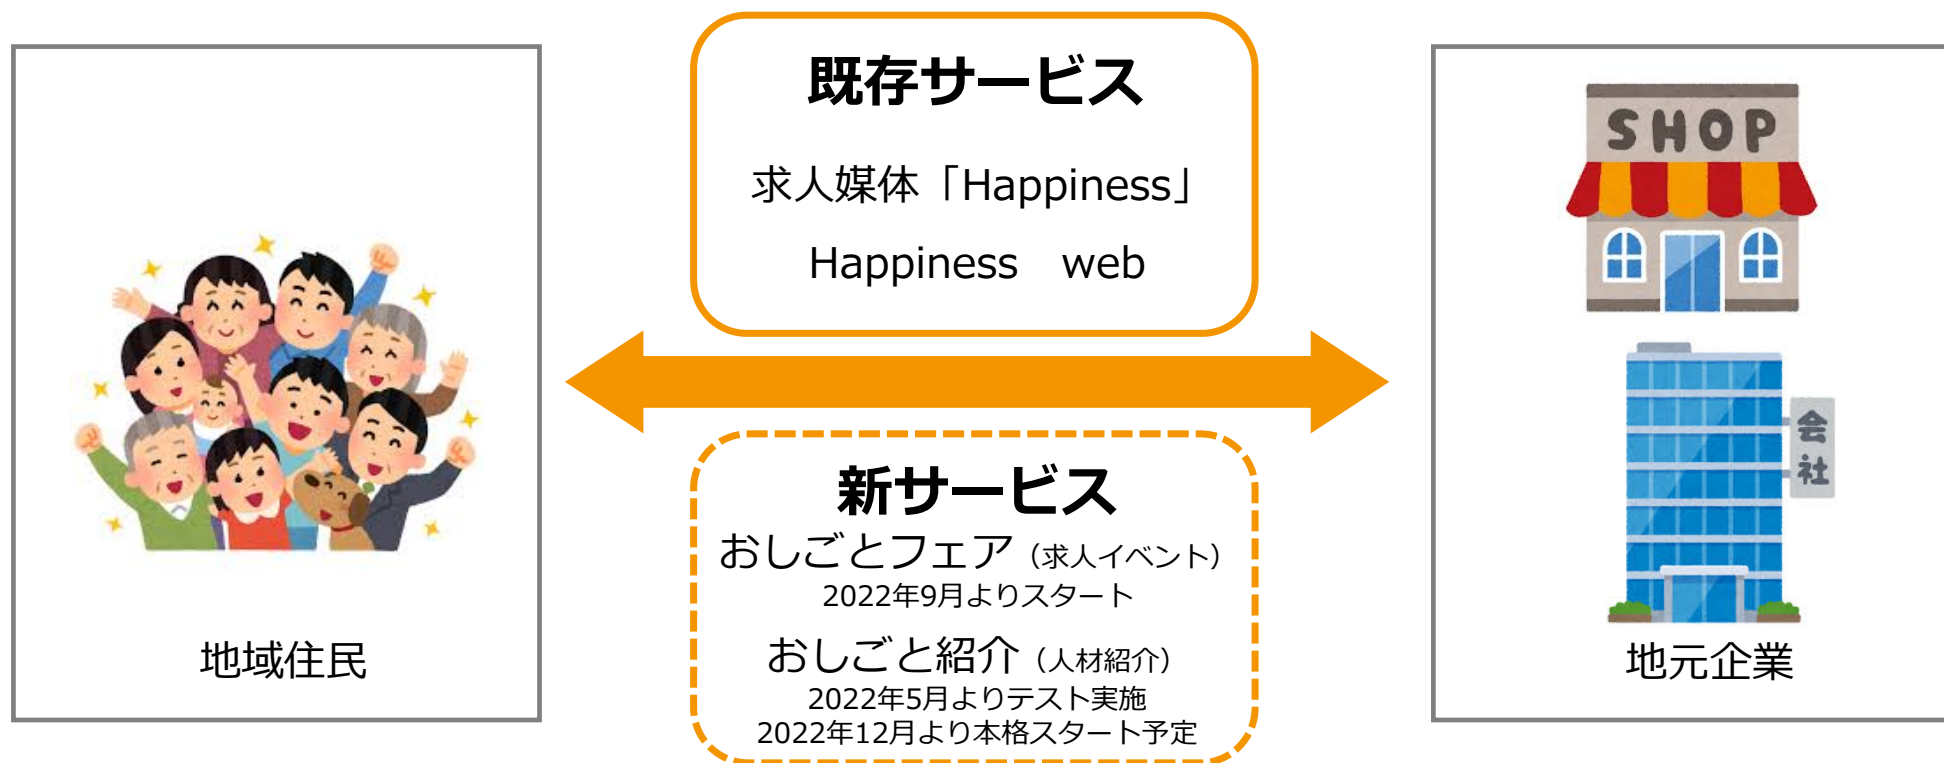 既存サービス
求人媒体「Happiness」
Happiness　web
新サービス
おしごとフェア（求人イベント）
2022年9月よりスタート
おしごと紹介（人材紹介）
2022年5月よりテスト実施
2022年12月より本格スタート予定
地域住民
SHOP
会社
地元企業